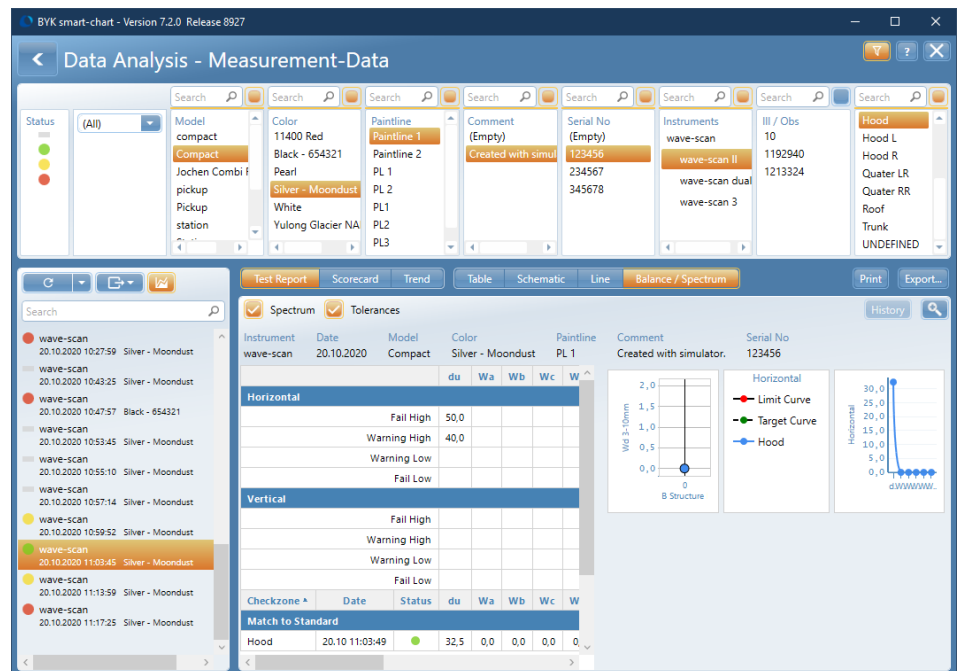 BYK smart-chart - Version 7.2.0 Release 8927
Data Analysis - Measurement-Data
?
Search Search Search Search Search Search Search Search
Status
(All)
Model
compact
Compact
Jochen Combi
pickup
Pickup
station
Color
11400 Red
Black - 654321
Pearl
Silver - Moondust
White
Yulong Glacier NA
Paintline
Paintline 1
Paintline 2
PL 1
PL 2
PL1
PL2
PL3
Comment
(Empty)
Created with simul
Serial No
(Empty)
123456
234567
345678
Instruments
wave-scan
wave-scan II
wave-scan dual
wave-scan 3
Ill / Obs
10
1192940
1213324
Hood
Hood L
Hood R
Quater LR
Quater RR
Roof
Trunk
UNDEFINED
Test Report Scorecard Trend Table Schematic Line Balance / Spectrum Print Export...
Search
wave-scan
20.10.2020 10:27:59 Silver - Moondust
wave-scan
20.10.2020 10:43:25 Silver - Moondust
wave-scan
20.10.2020 10:47:57 Black - 654321
wave-scan
20.10.2020 10:53:45 Silver - Moondust
wave-scan
20.10.2020 10:55:10 Silver - Moondust
wave-scan
20.10.2020 10:57:14 Silver - Moondust
wave-scan
20.10.2020 10:59:52 Silver - Moondust
wave-scan
20.10.2020 11:03:45 Silver - Moondust
wave-scan
20.10.2020 11:13:59 Silver - Moondust
wave-scan
20.10.2020 11:17:25 Silver - Moondust
Spectrum Tolerances History
Instrument Date Model Color Paintline Comment Serial No
wave-scan 20.10.2020 Compact Silver - Moondust PL 1 Created with simulator. 123456
du Wa Wb Wc W
Horizontal
Fail High 50,0
Warning High 40,0
Warning Low
Fail Low
Vertical
Fail High
Warning High
Warning Low
Fail Low
Checkzone Date Status du Wa Wb Wc W
Match to Standard
Hood 20.10 11:03:49 32,5 0,0 0,0 0,0 0,
2,0
1,5
1,0
0,5
0,0
Wd 3-10mm
0
B Structure
Horizontal
Limit Curve
Target Curve
Hood
30,0
25,0
20,0
15,0
10,0
5,0
0,0
Horizontal
d.WWWWW..